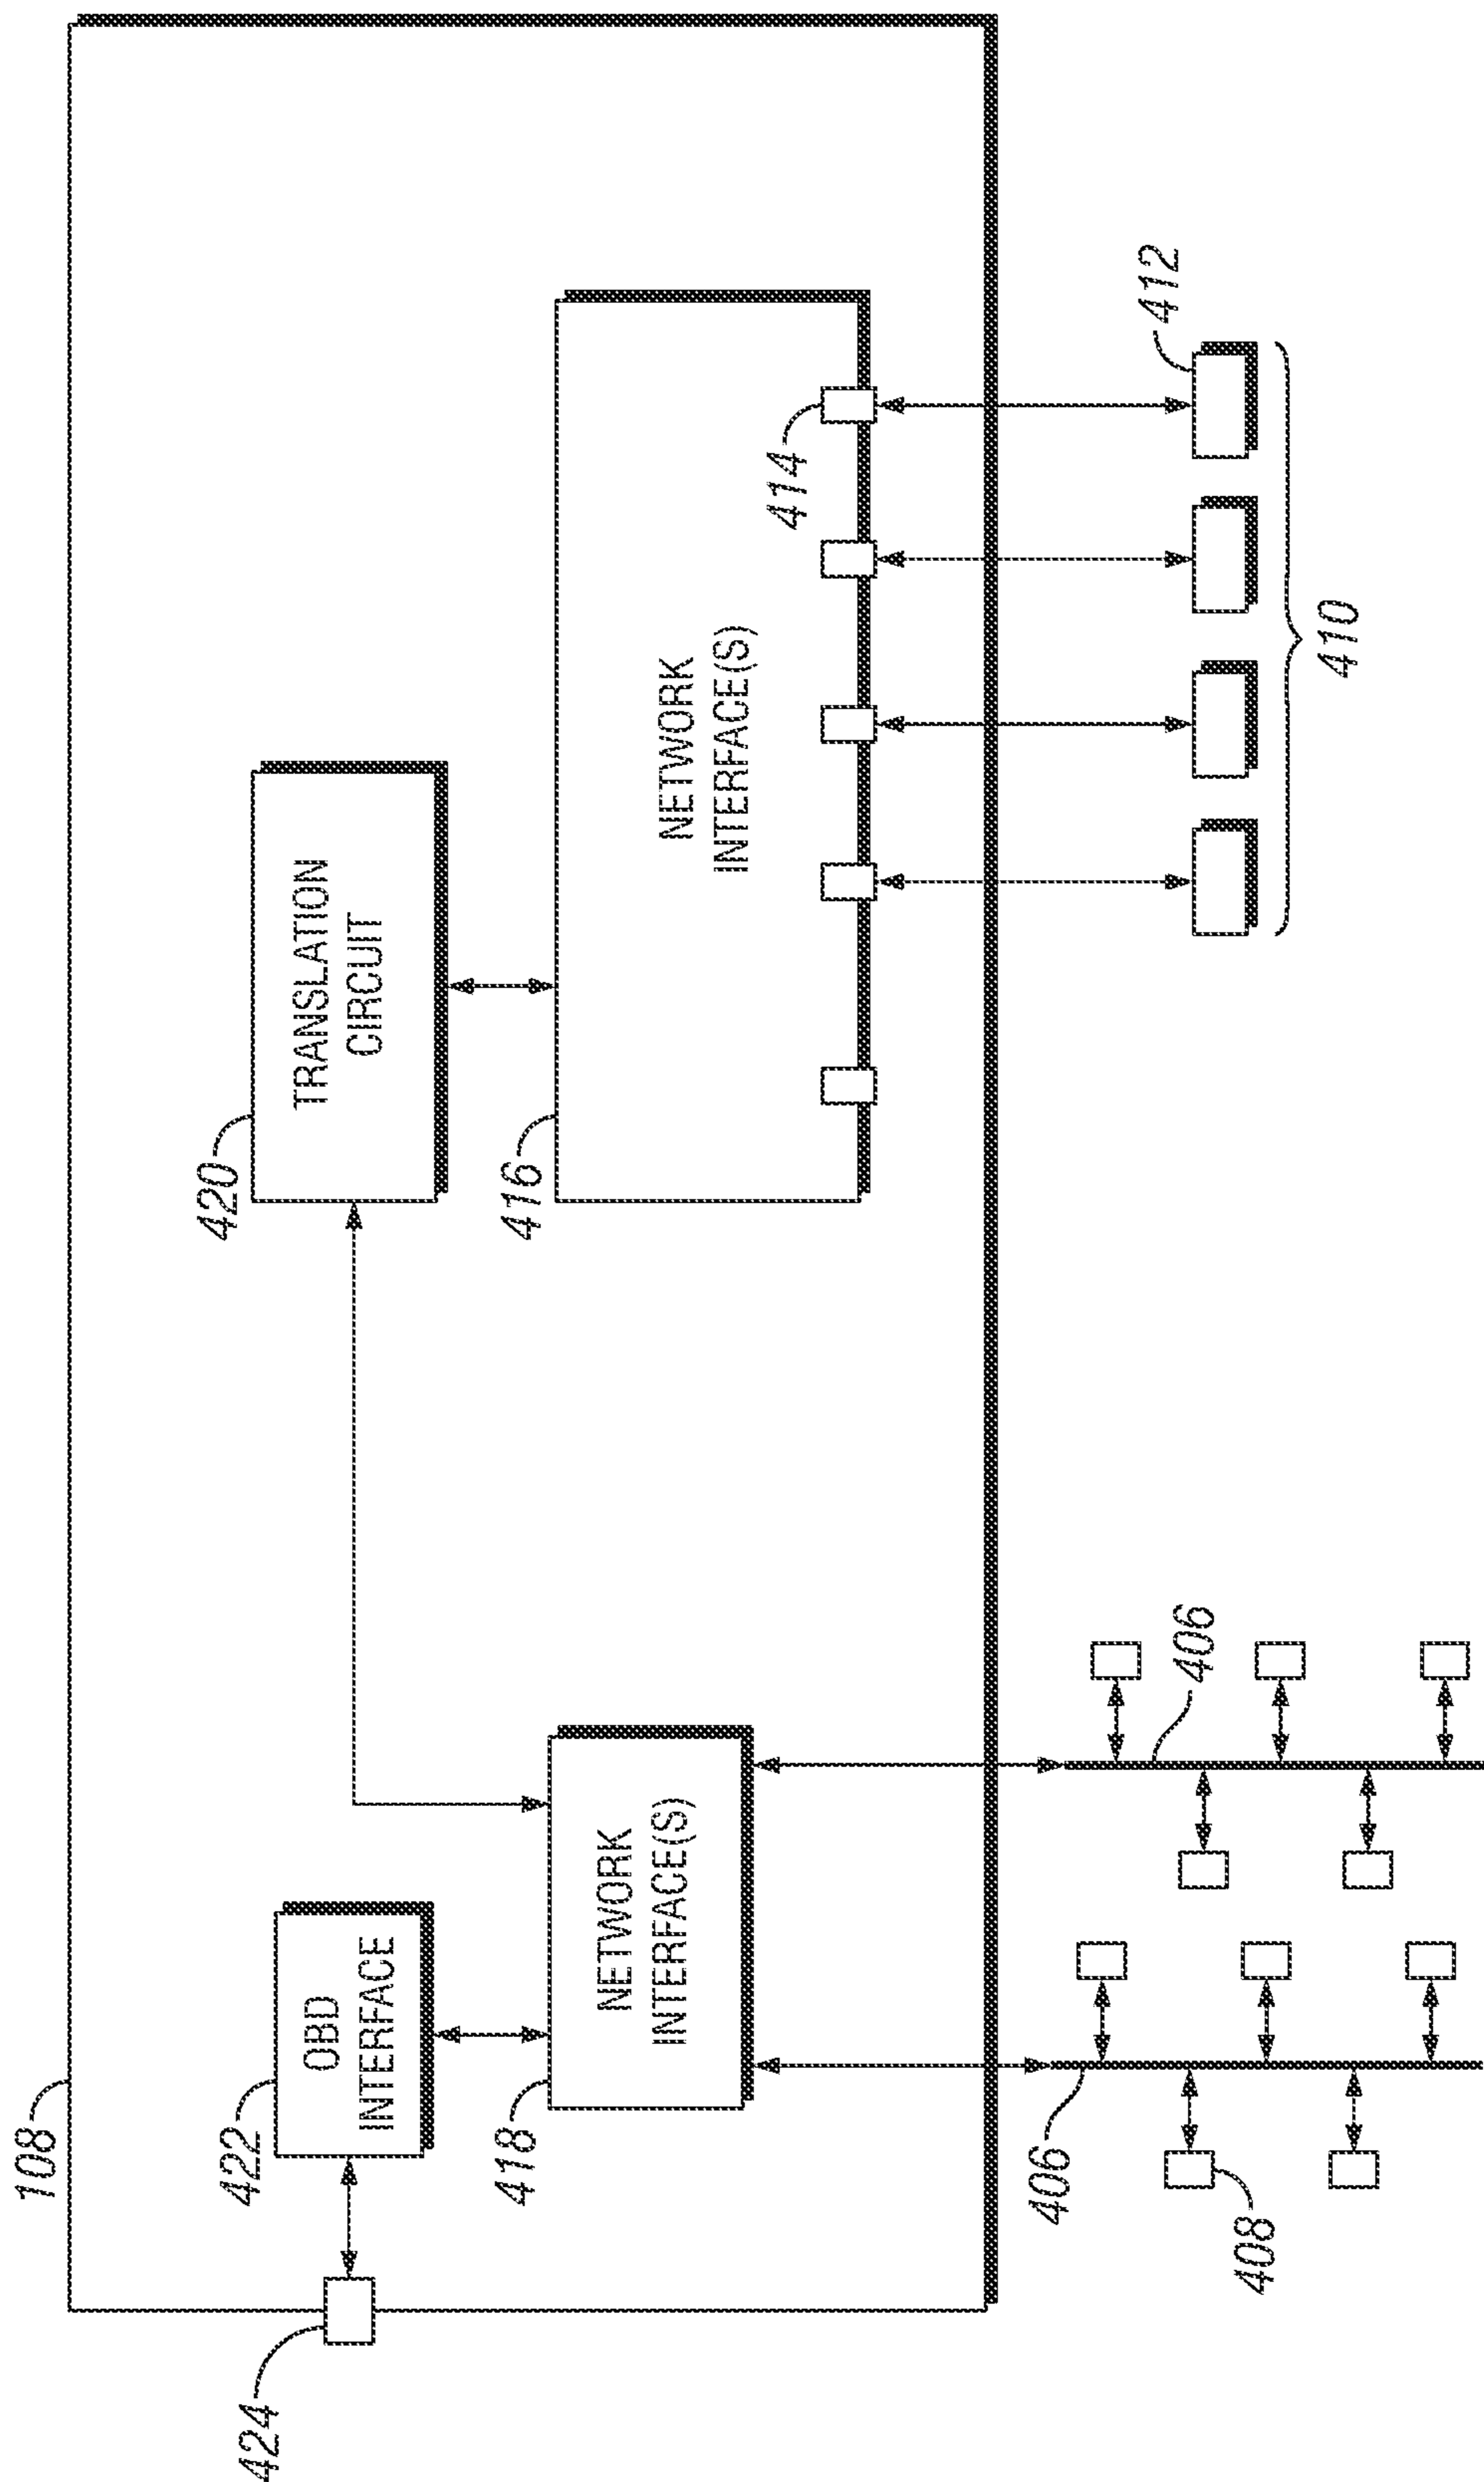 108
424
422
OBD
INTERFACE
420
TRANSLATION
CIRCUIT
418
NETWORK
INTERFACE(S)
416
NETWORK
INTERFACE(S)
414
406
408
406
412
410